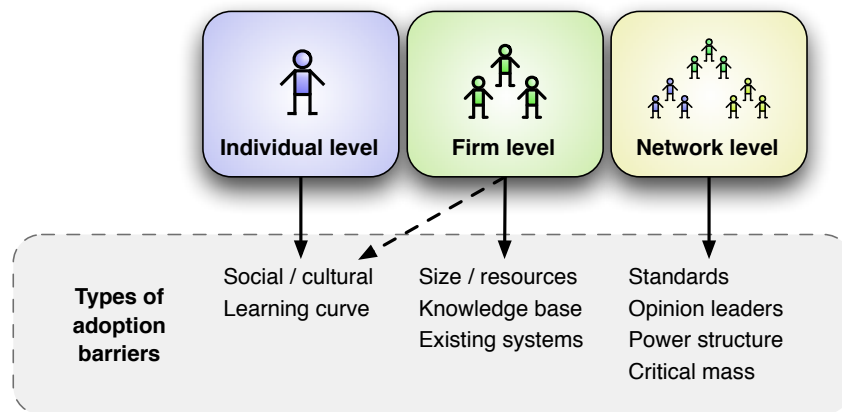 Individual level
Firm level
Network level
Types of
adoption
barriers
Social / cultural
Learning curve
Size / resources
Knowledge base
Existing systems
Standards
Opinion leaders
Power structure
Critical mass